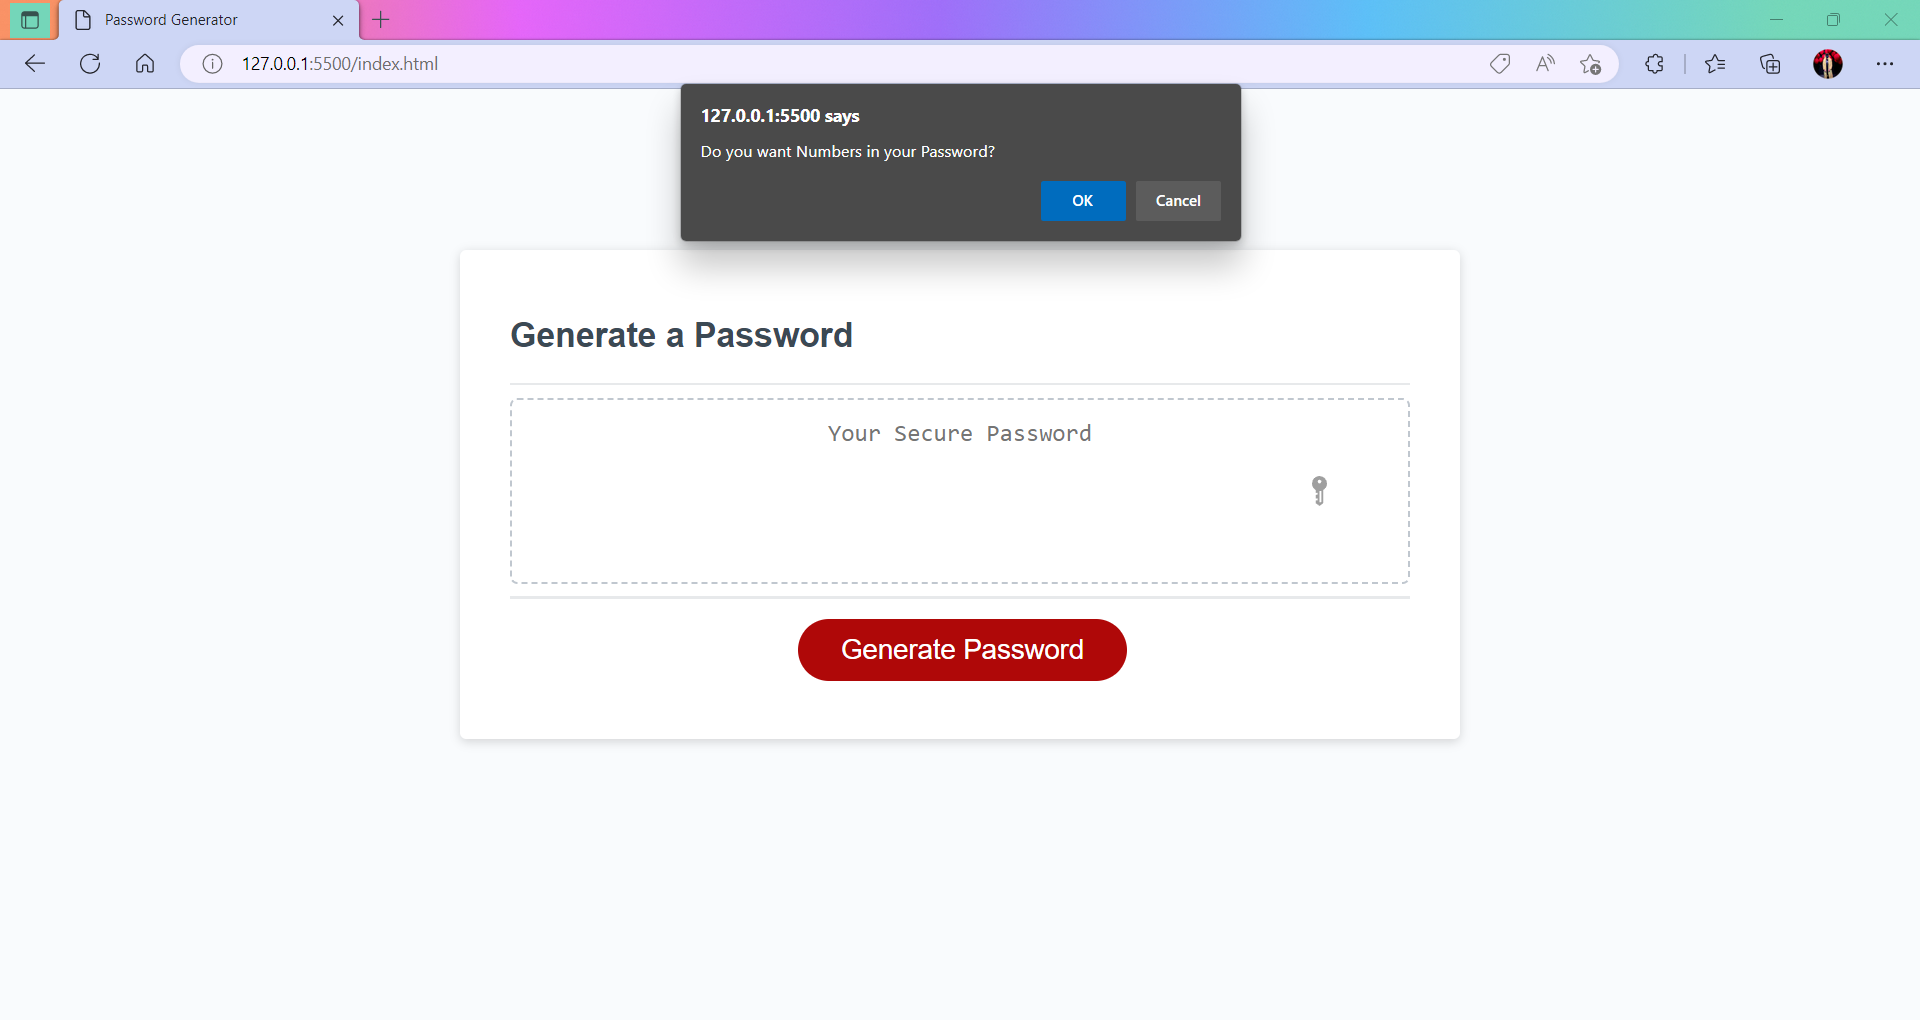 Password Generator
127.0.0.1:5500/index.html
127.0.0.1:5500 says
Do you want Numbers in your Password?
OK Cancel
Generate a Password
Your Secure Password
Generate Password